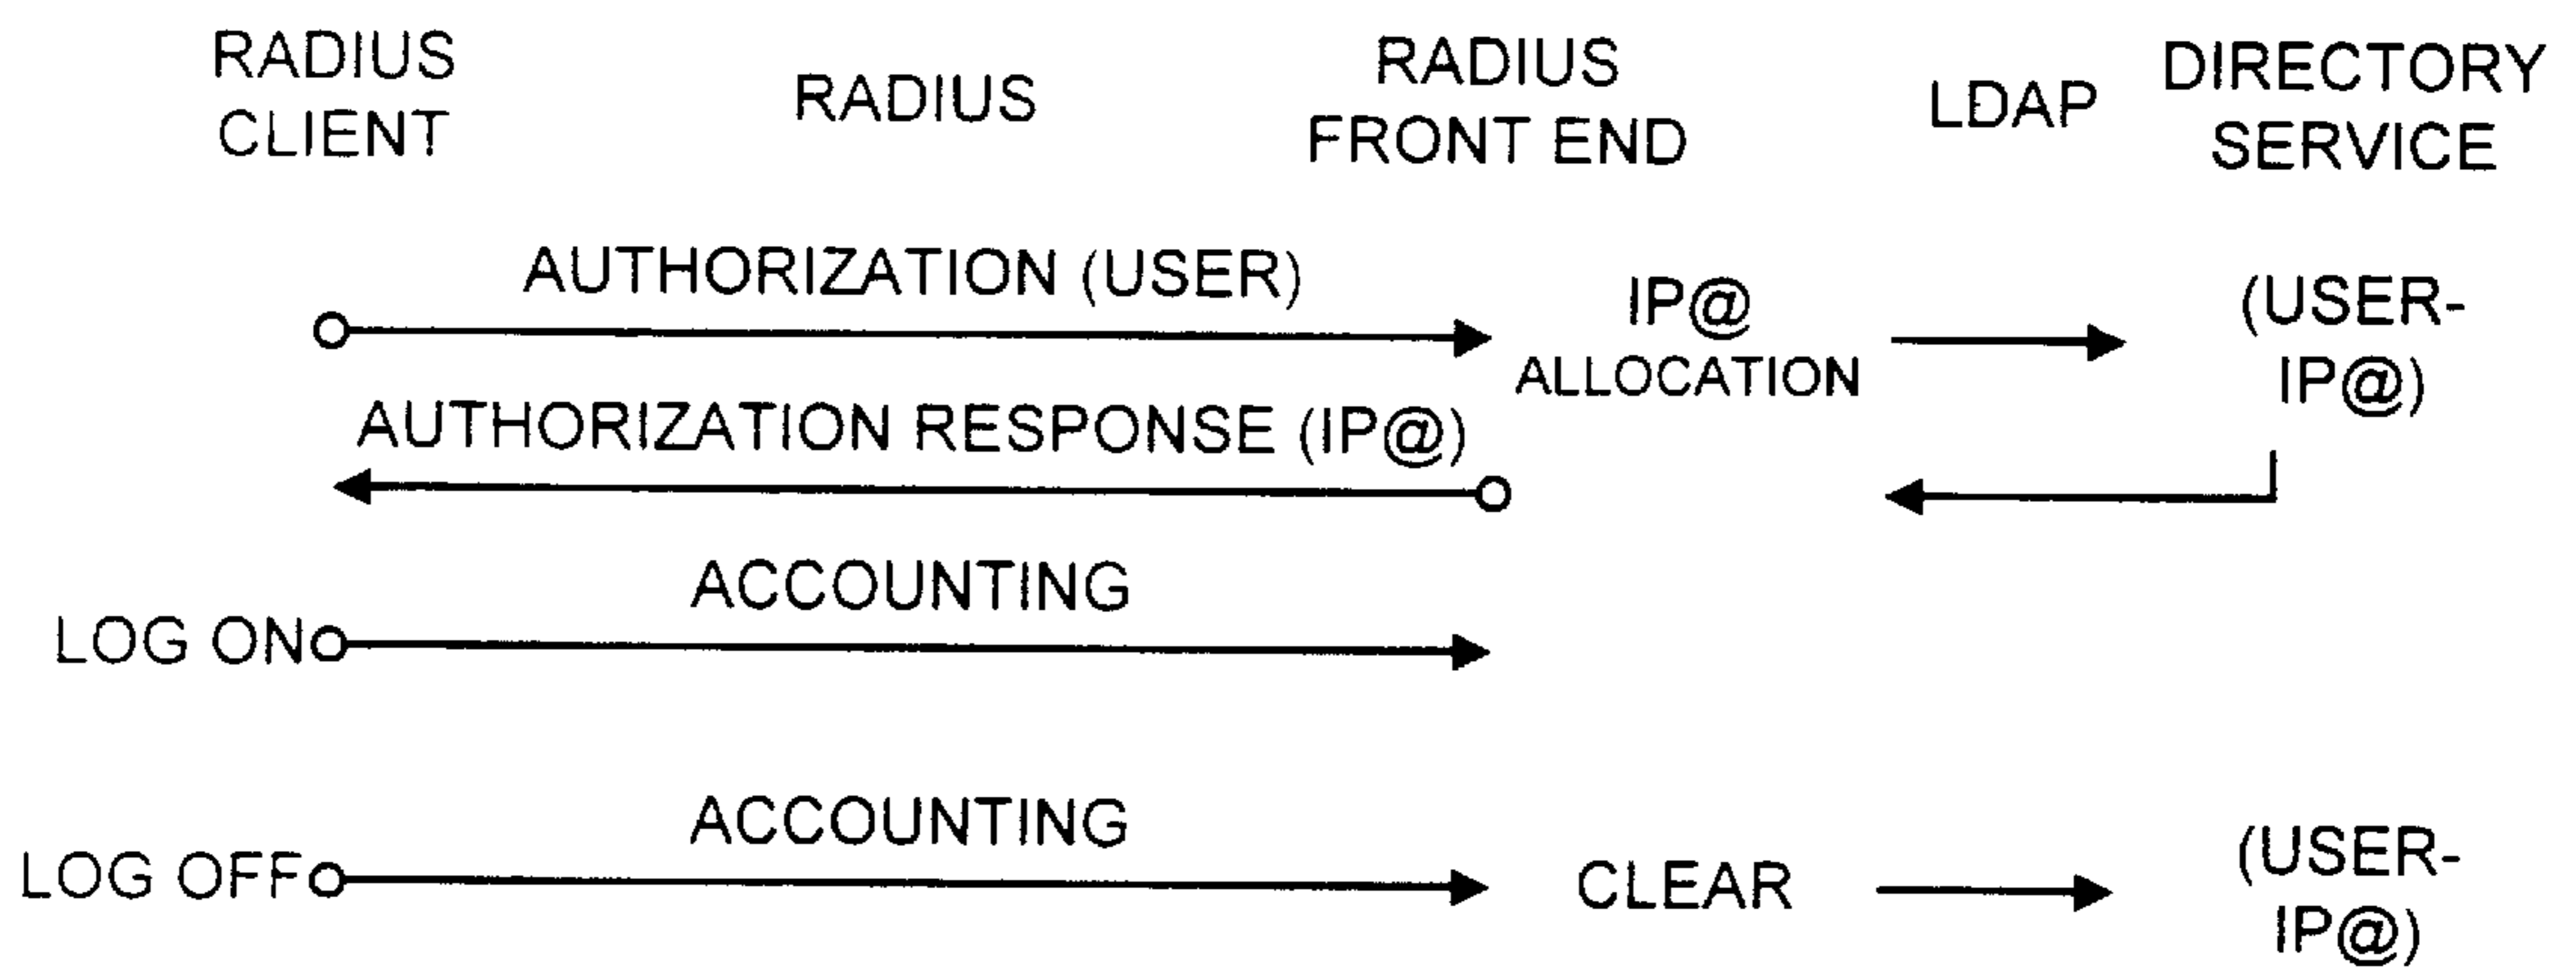 RADIUS
CLIENT
RADIUS
RADIUS
FRONT END
LDAP
DIRECTORY
SERVICE
AUTHORIZATION (USER)
IP@
ALLOCATION
(USER-
IP@)
AUTHORIZATION RESPONSE (IP@)
ACCOUNTING
LOG ON
ACCOUNTING
LOG OFF
CLEAR
(USER-
IP@)